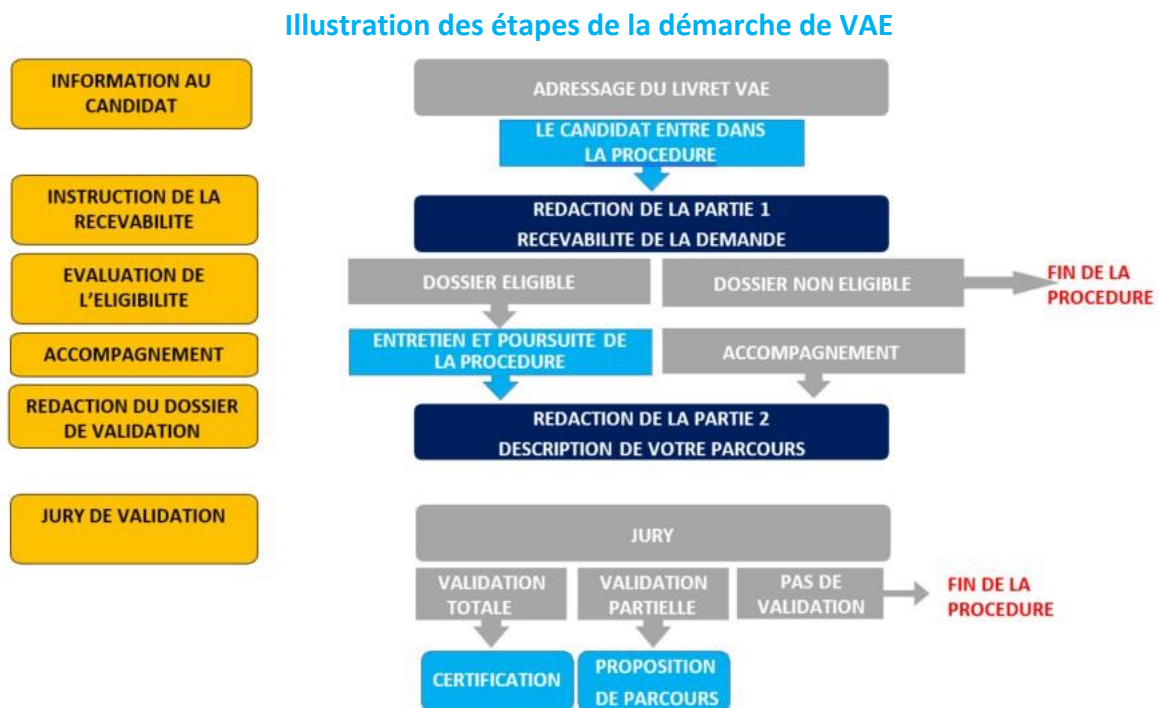 Illustration des étapes de la démarche de VAE
INFORMATION AU
CANDIDAT
ADRESSAGE DU LIVRET VAE
LE CANDIDAT ENTRE DANS
LA PROCEDURE
INSTRUCTION DE LA
RECEVABILITE
REDACTION DE LA PARTIE 1
RECEVABILITE DE LA DEMANDE
EVALUATION DE
L'ELIGIBILITE
DOSSIER ELIGIBLE
DOSSIER NON ELIGIBLE
FIN DE LA
PROCEDURE
ACCOMPAGNEMENT
ENTRETIEN ET POURSUITE DE
LA PROCEDURE
ACCOMPAGNEMENT
REDACTION DU DOSSIER
DE VALIDATION
REDACTION DE LA PARTIE 2
DESCRIPTION DE VOTRE PARCOURS
JURY DE VALIDATION
JURY
VALIDATION
TOTALE
VALIDATION
PARTIELLE
PAS DE
VALIDATION
FIN DE LA
PROCEDURE
CERTIFICATION
PROPOSITION
DE PARCOURS